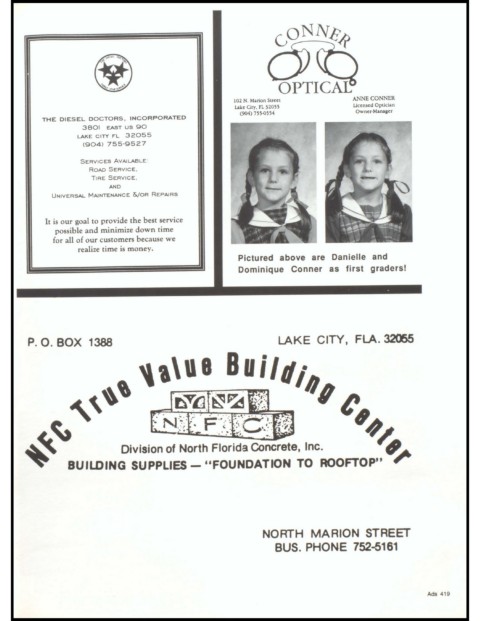 THE DIESEL DOCTORS, INCORPORATED
3801 EAST US 90
LAKE CITY FL 32055
(904) 755-9527
SERVICES AVAILABLE:
ROAD SERVICE,
TIRE SERVICE,
AND
UNIVERSAL MAINTENANCE &/OR REPAIRS
It is our goal to provide the best service
possible and minimize down time
for all of our customers because we
realize time is money.
CONNER
OPTICAL
102 N. Marion Street
Lake City, FL 32055
(904) 755-0334
ANNE CONNER
Licensed Optician
Owner-Manager
Pictured above are Danielle and
Dominique Conner as first graders!
P. O. BOX 1388
LAKE CITY, FLA. 32055
NFC True Value Building Center
NFC
Division of North Florida Concrete, Inc.
BUILDING SUPPLIES — "FOUNDATION TO ROOFTOP"
NORTH MARION STREET
BUS. PHONE 752-5161
Ads 419